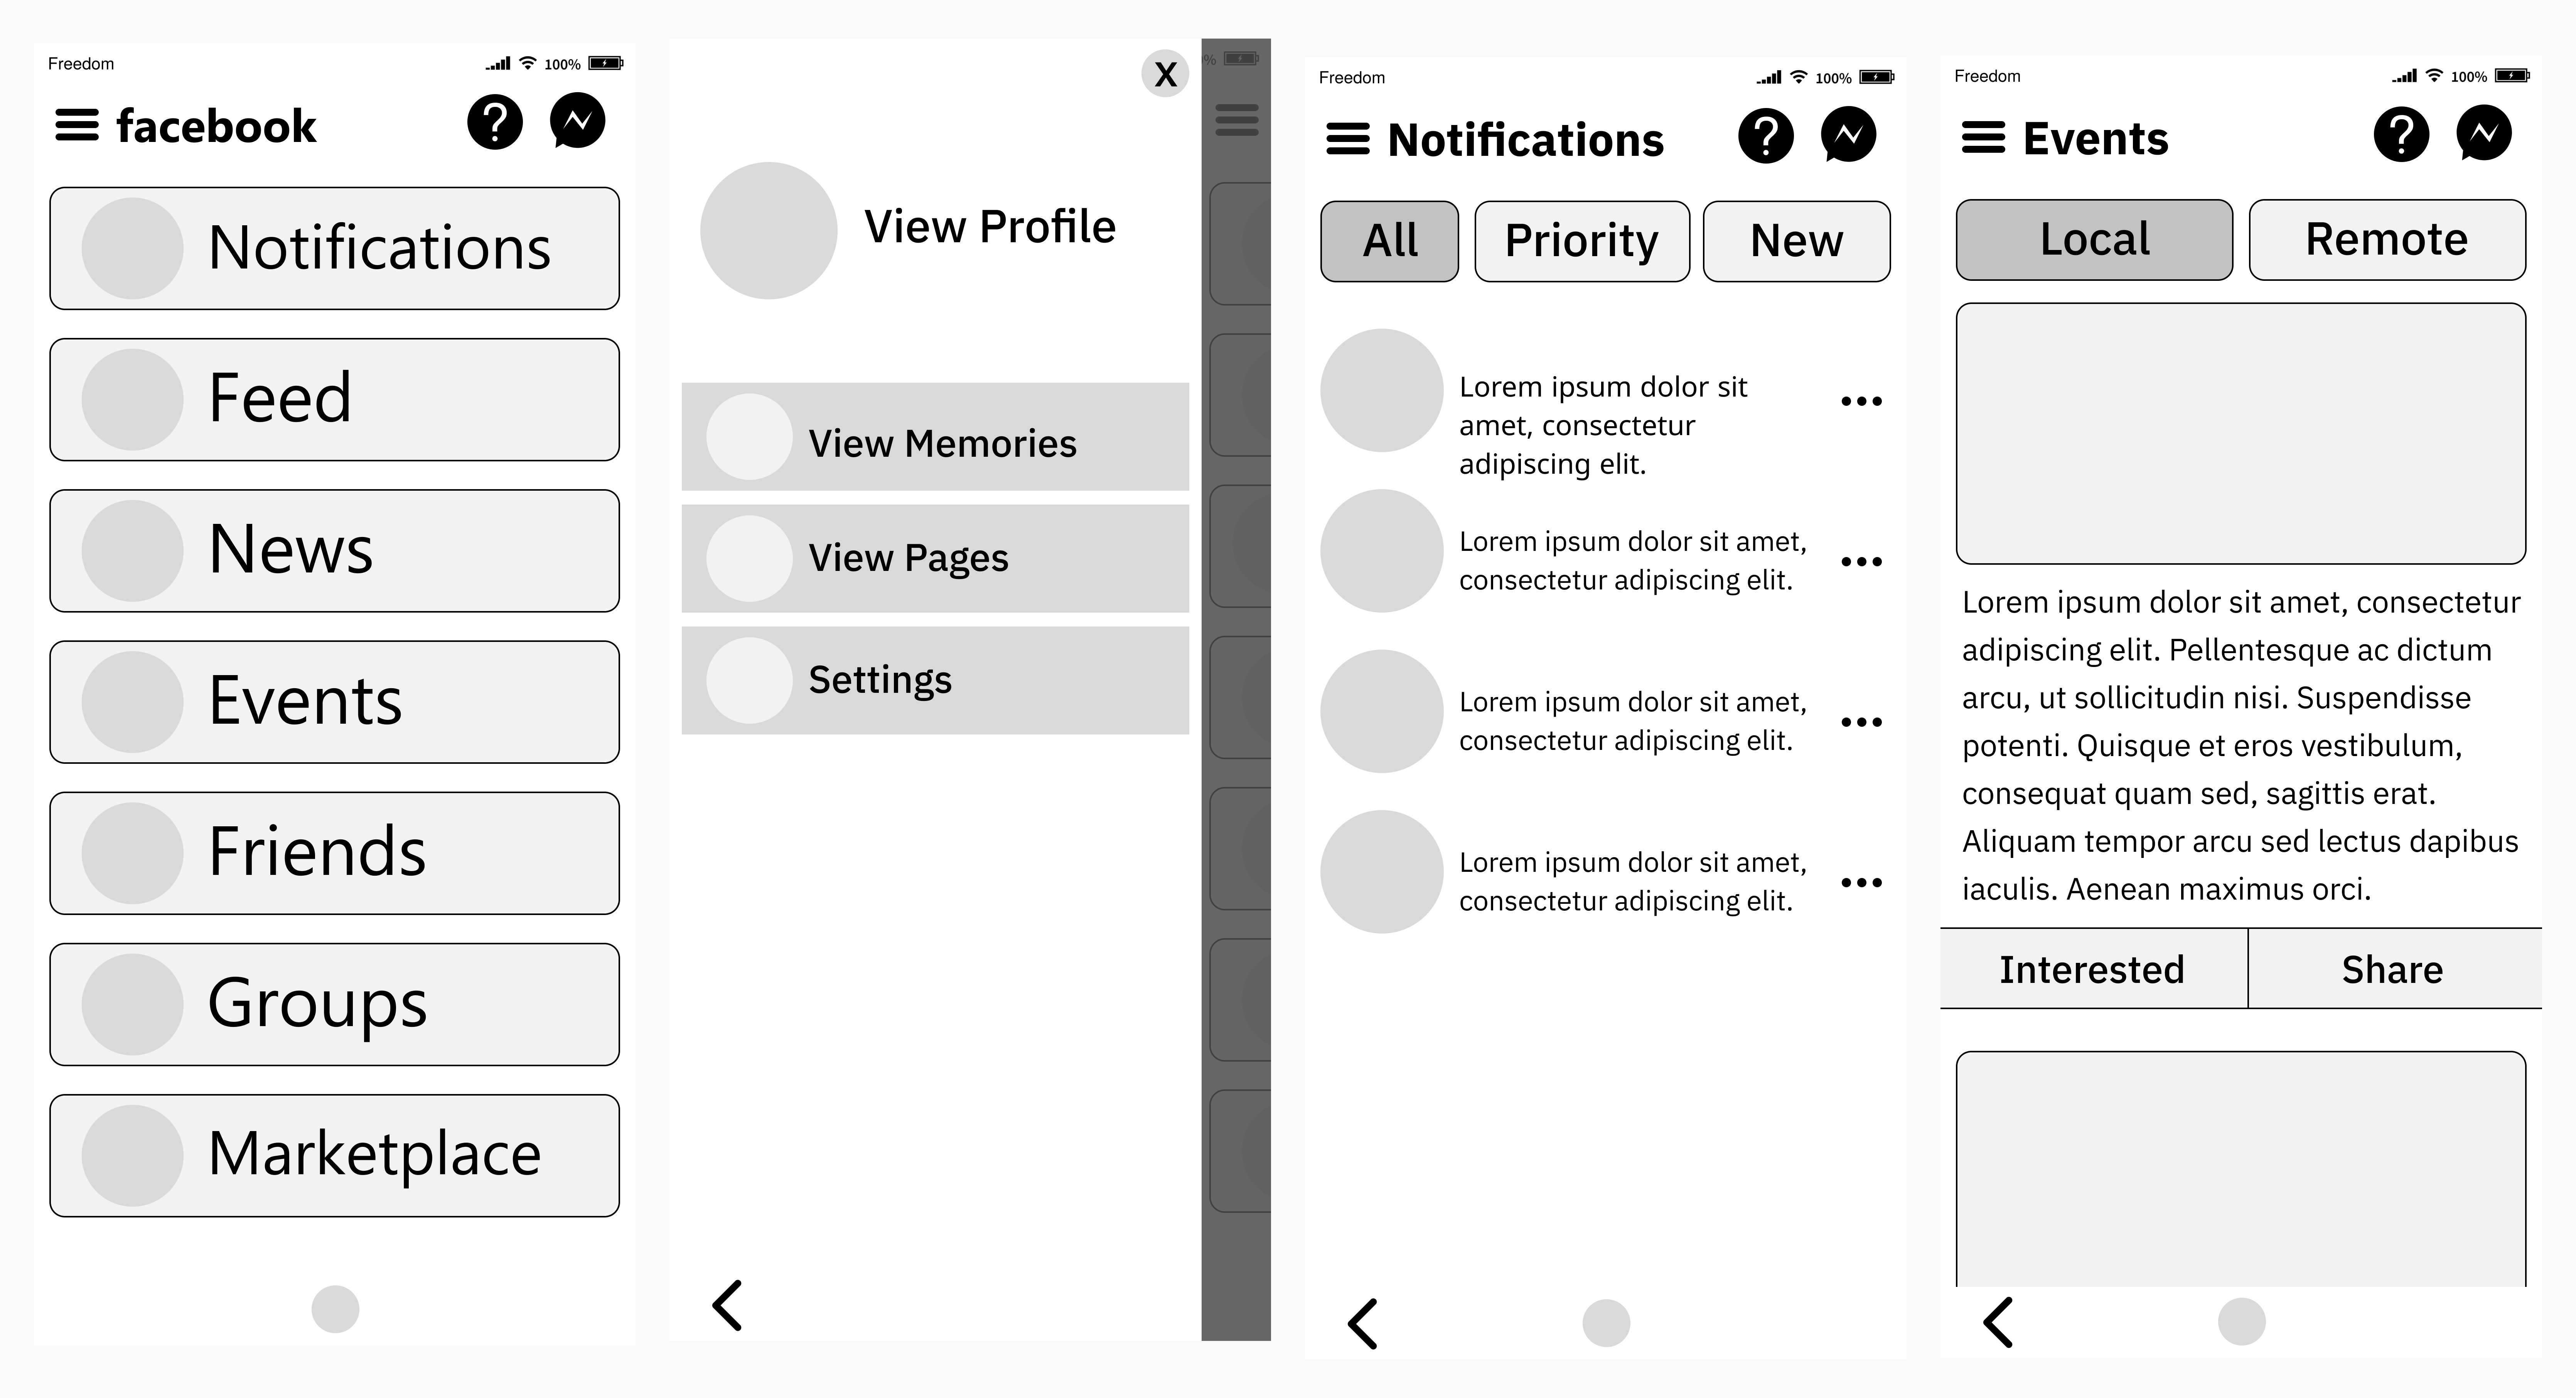 Freedom
100%
facebook
?
Notifications
Feed
News
Events
Friends
Groups
Marketplace
X
%
View Profile
View Memories
View Pages
Settings
Freedom
100%
Notifications
?
All
Priority
New
Lorem ipsum dolor sit
amet, consectetur
adipiscing elit.
Lorem ipsum dolor sit amet,
consectetur adipiscing elit.
Lorem ipsum dolor sit amet,
consectetur adipiscing elit.
Lorem ipsum dolor sit amet,
consectetur adipiscing elit.
Freedom
100%
Events
?
Local
Remote
Lorem ipsum dolor sit amet, consectetur
adipiscing elit. Pellentesque ac dictum
arcu, ut sollicitudin nisi. Suspendisse
potenti. Quisque et eros vestibulum,
consequat quam sed, sagittis erat.
Aliquam tempor arcu sed lectus dapibus
iaculis. Aenean maximus orci.
Interested
Share